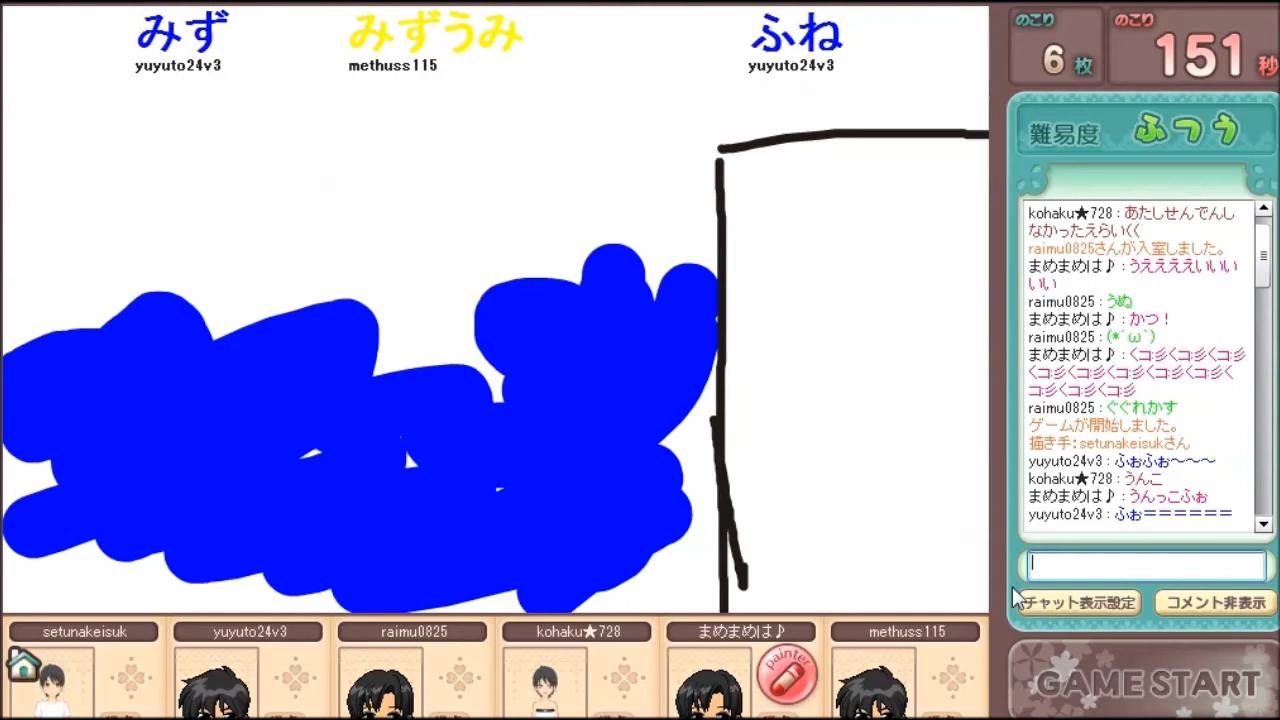 みず
yuyuto24v3
みずうみ
methuss115
ふね
yuyuto24v3
のこり
6枚
のこり
151秒
難易度 ふつう
kohaku★728：あたしせんでんし
なかったえらい((
raimu0825さんが入室しました。
まめまめは♪：うええええいいい
いい
raimu0825：うぬ
まめまめは♪：かつ！
raimu0825：(*´ω`)
まめまめは♪：くコ:彡くコ:彡くコ:彡
くコ:彡くコ:彡くコ:彡くコ:彡くコ:彡く
コ:彡くコ:彡くコ:彡
raimu0825：ぐぐれかす
ゲームが開始しました。
描き手：setunakeisukさん
yuyuto24v3：ふぉふぉ～～～
kohaku★728：うんこ
まめまめは♪：うんっこふぉ
yuyuto24v3：ふぉ＝＝＝＝＝＝
チャット表示設定
コメント非表示
setunakeisuk
yuyuto24v3
raimu0825
kohaku★728
まめまめは♪
methuss115
painter
GAME START